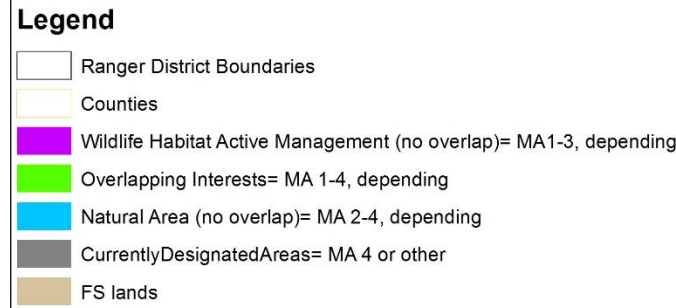 Legend
Ranger District Boundaries
Counties
Wildlife Habitat Active Management (no overlap)= MA1-3, depending
Overlapping Interests= MA 1-4, depending
Natural Area (no overlap)= MA 2-4, depending
CurrentlyDesignatedAreas= MA 4 or other
FS lands